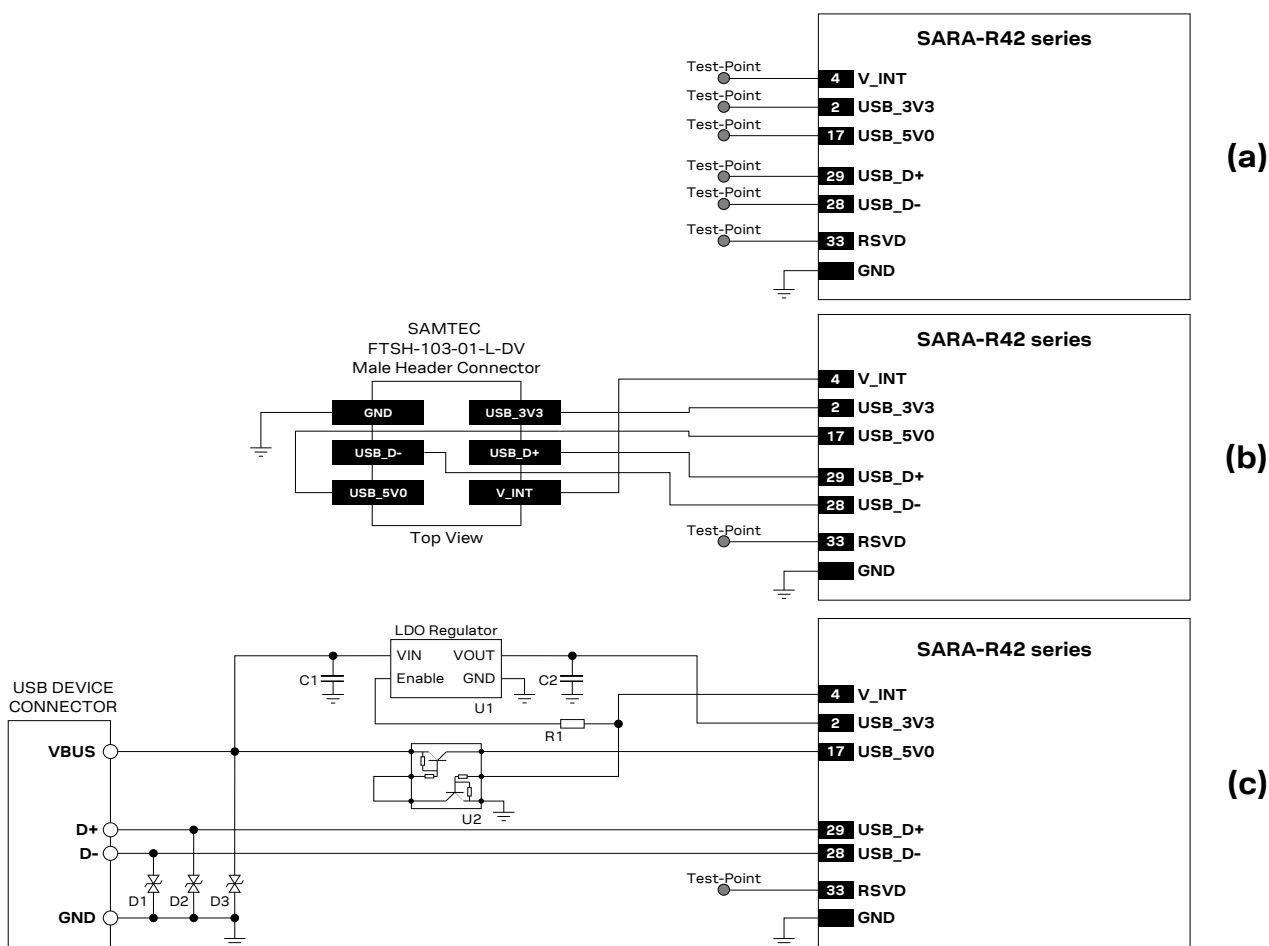 SARA-R42 series
Test-Point
4 V_INT
Test-Point
2 USB_3V3
Test-Point
17 USB_5V0
(a)
Test-Point
29 USB_D+
Test-Point
28 USB_D-
Test-Point
33 RSVD
GND
SAMTEC
FTSH-103-01-L-DV
Male Header Connector
SARA-R42 series
4 V_INT
GND USB_3V3
2 USB_3V3
17 USB_5V0
USB_D- USB_D+
(b)
29 USB_D+
USB_5V0 V_INT
28 USB_D-
Top View
Test-Point
33 RSVD
GND
LDO Regulator
SARA-R42 series
VIN VOUT
C1 Enable GND C2
U1
USB DEVICE
CONNECTOR
4 V_INT
2 USB_3V3
R1
VBUS
17 USB_5V0
(c)
U2
D+
29 USB_D+
D-
28 USB_D-
Test-Point
33 RSVD
D1 D2 D3
GND
GND